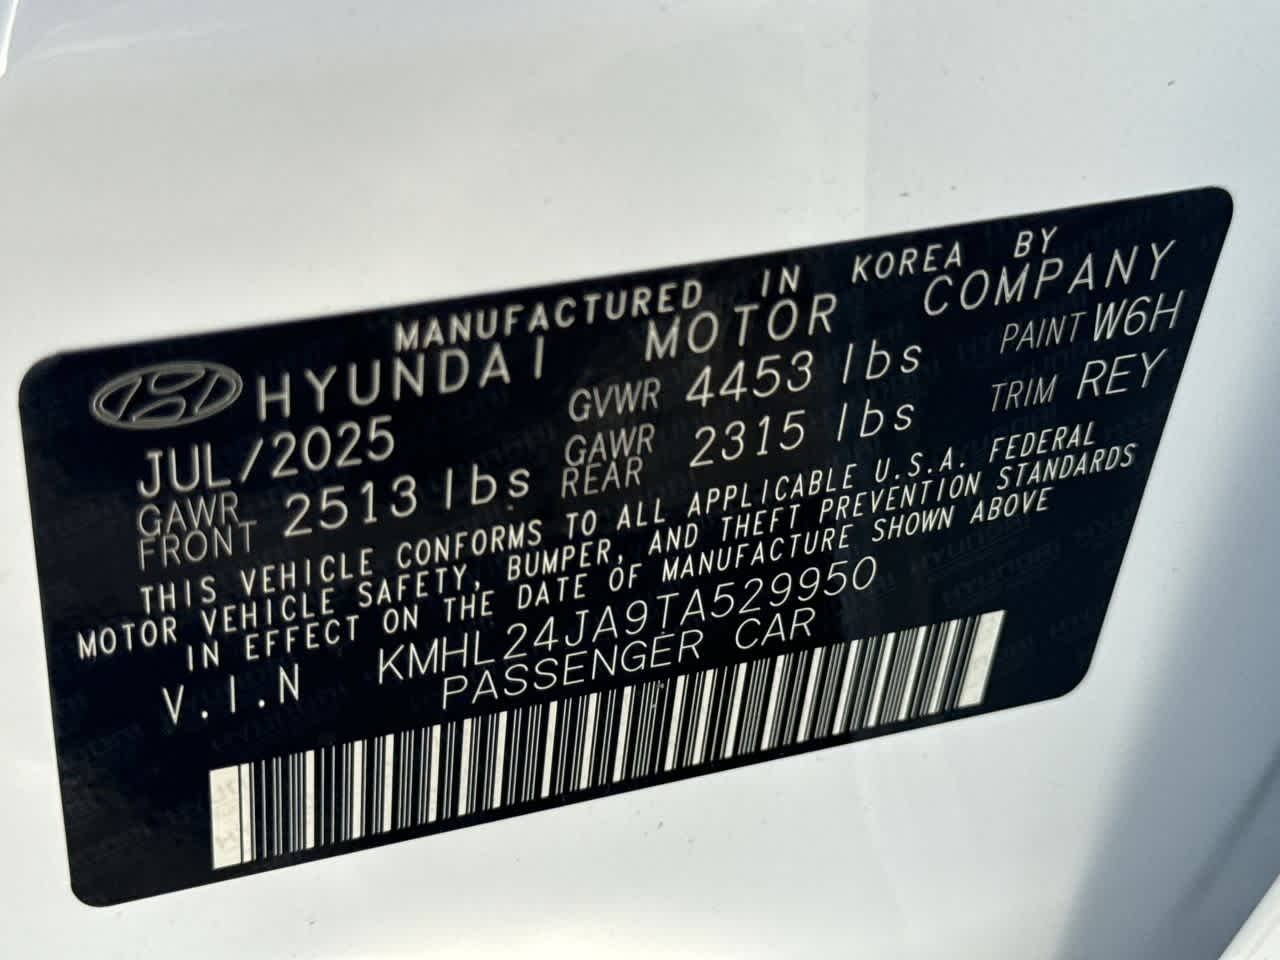 MANUFACTURED IN KOREA BY
HYUNDAI MOTOR COMPANY
JUL/2025 GVWR 4453 lbs PAINT W6H
GAWR FRONT 2513 lbs GAWR REAR 2315 lbs TRIM REY
THIS VEHICLE CONFORMS TO ALL APPLICABLE U.S.A. FEDERAL
MOTOR VEHICLE SAFETY, BUMPER, AND THEFT PREVENTION STANDARDS
IN EFFECT ON THE DATE OF MANUFACTURE SHOWN ABOVE
V.I.N KMHL24JA9TA529950
PASSENGER CAR